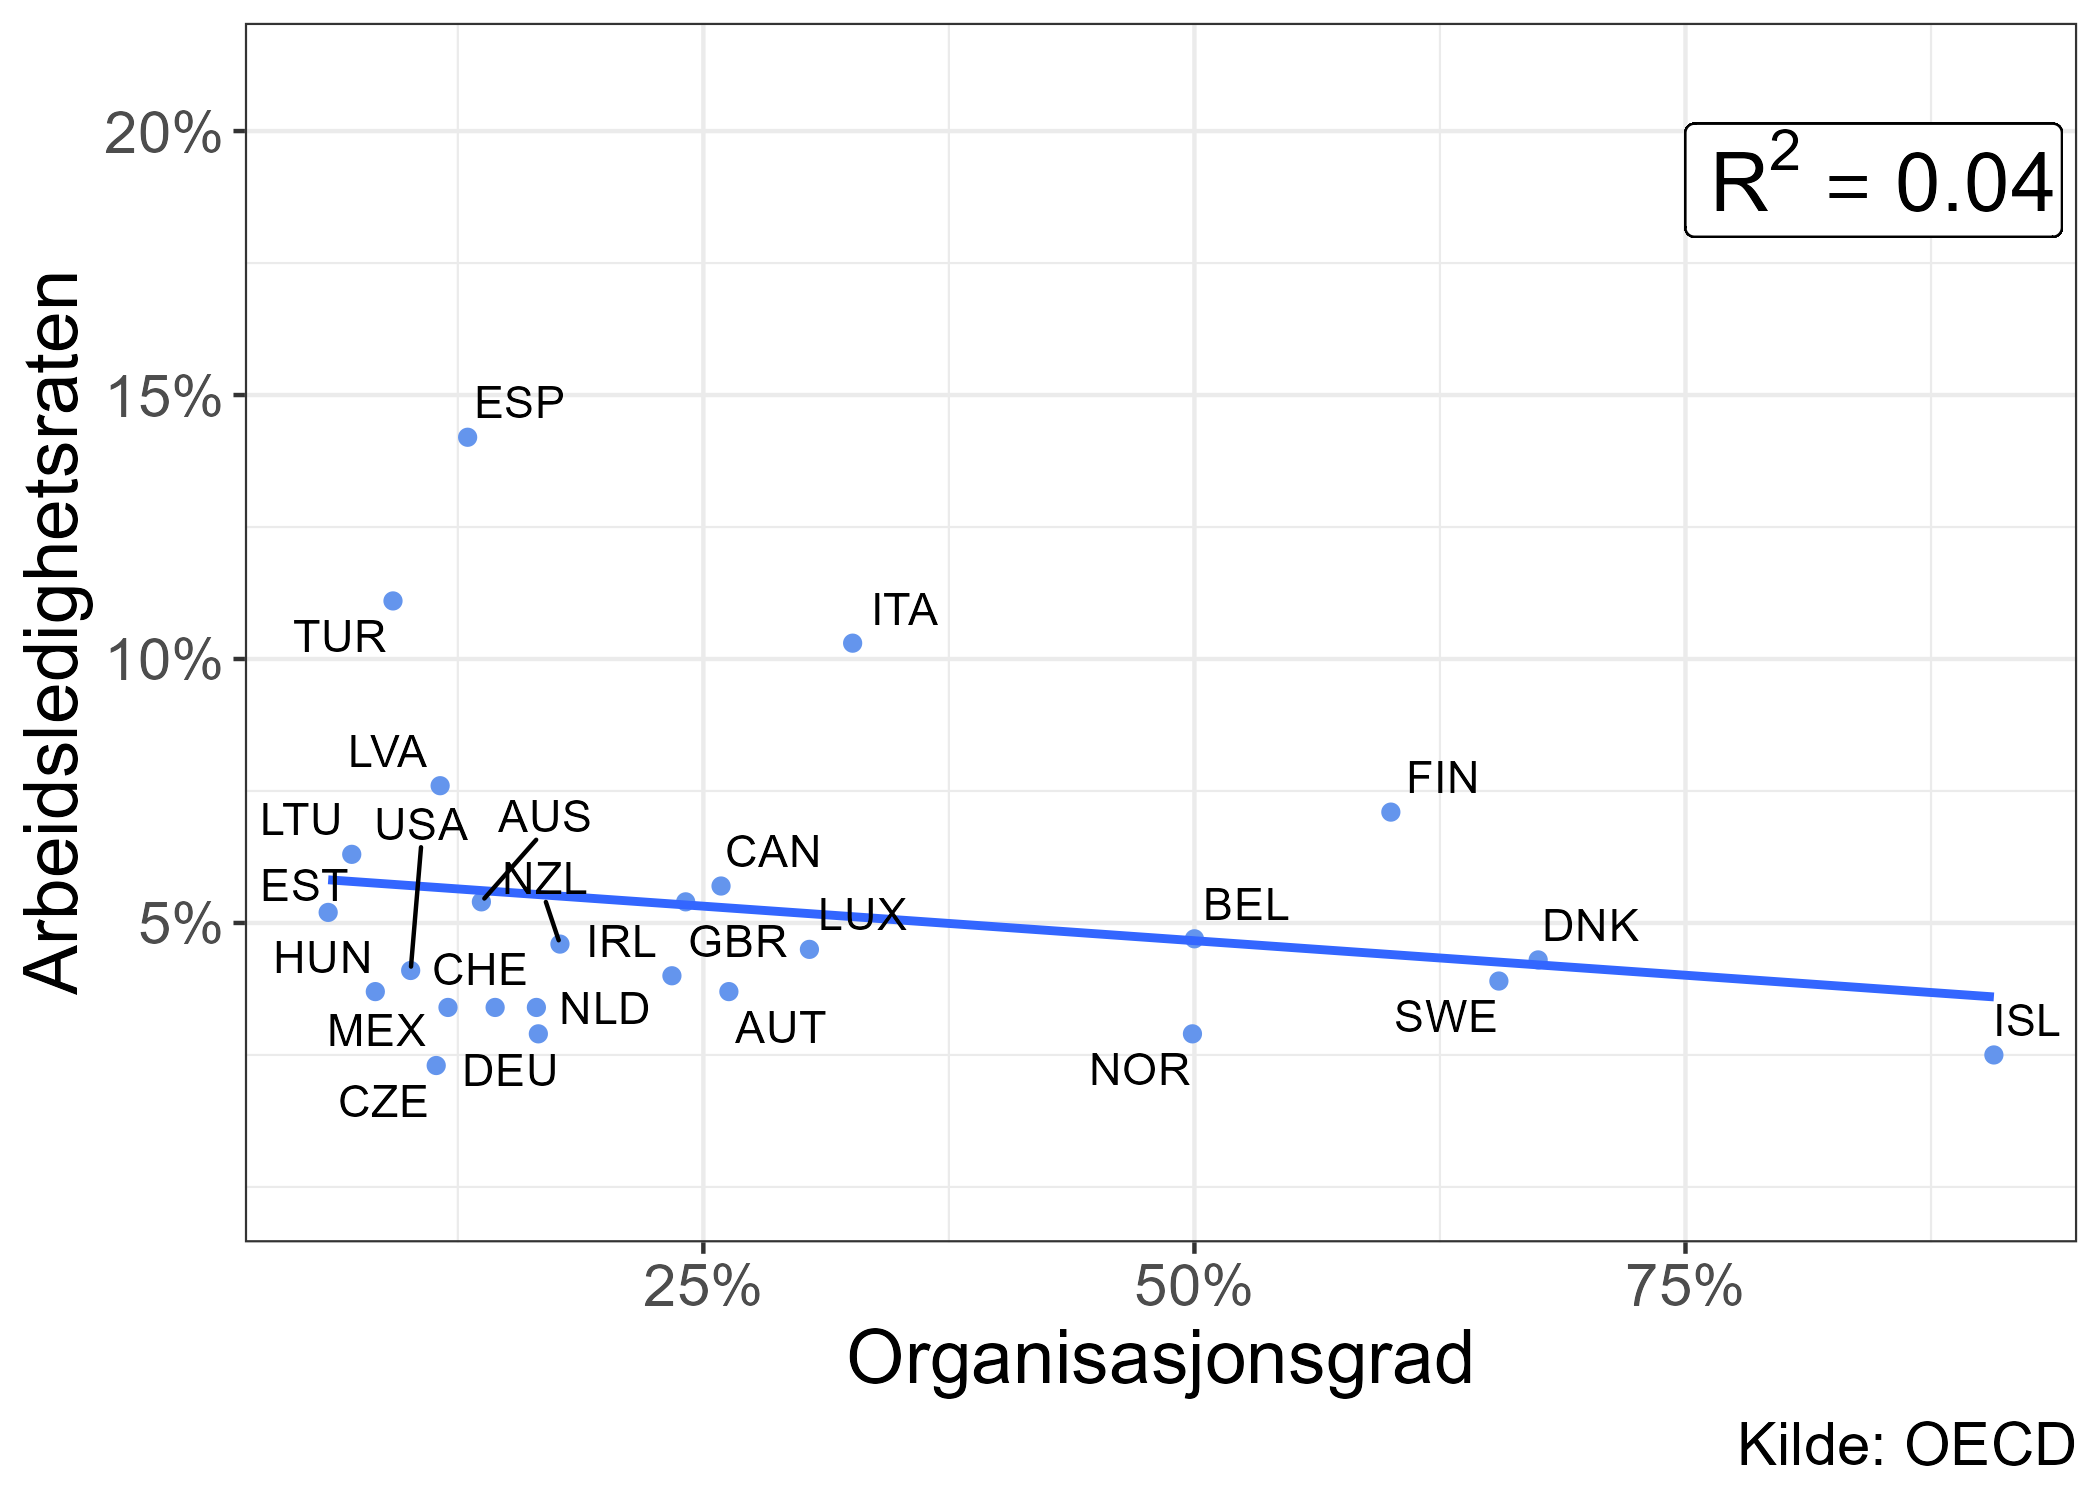 Arbeidsledighetsraten
20%
15%
10%
5%
R² = 0.04
ESP
TUR
ITA
LVA
FIN
LTU
USA
AUS
CAN
EST
NZL
LUX
BEL
DNK
HUN
CHE
IRL
GBR
NLD
AUT
MEX
SWE
ISL
NOR
DEU
CZE
25%
50%
75%
Organisasjonsgrad
Kilde: OECD